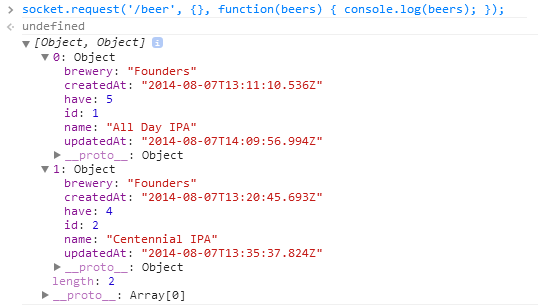 socket.request('/beer', {}, function(beers) { console.log(beers); });
undefined
[Object, Object] i
0: Object
brewery: "Founders"
createdAt: "2014-08-07T13:11:10.536Z"
have: 5
id: 1
name: "All Day IPA"
updatedAt: "2014-08-07T14:09:56.994Z"
__proto__: Object
1: Object
brewery: "Founders"
createdAt: "2014-08-07T13:20:45.693Z"
have: 4
id: 2
name: "Centennial IPA"
updatedAt: "2014-08-07T13:35:37.824Z"
__proto__: Object
length: 2
__proto__: Array[0]